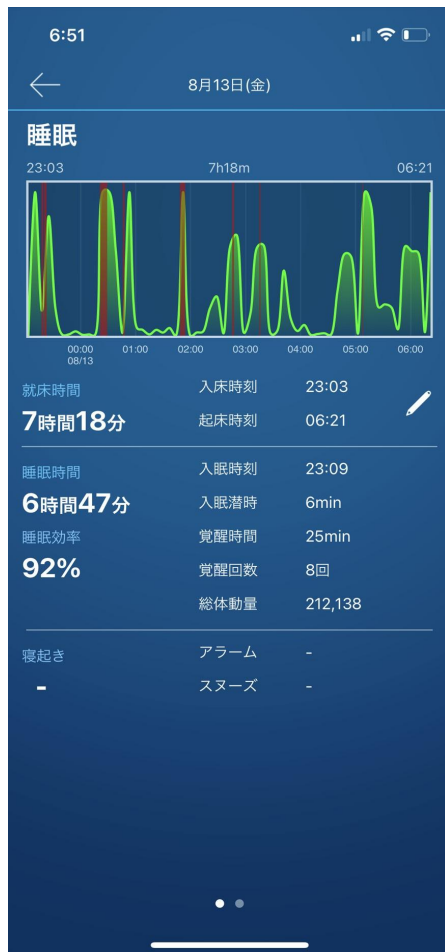 6:51
8月13日(金)
睡眠
23:03 7h18m 06:21
00:00 01:00 02:00 03:00 04:00 05:00 06:00
08/13
就床時間 入床時刻 23:03
7時間18分 起床時刻 06:21
睡眠時間 入眠時刻 23:09
6時間47分 入眠潜時 6min
睡眠効率 覚醒時間 25min
92% 覚醒回数 8回
総体動量 212,138
寝起き アラーム -
- スヌーズ -